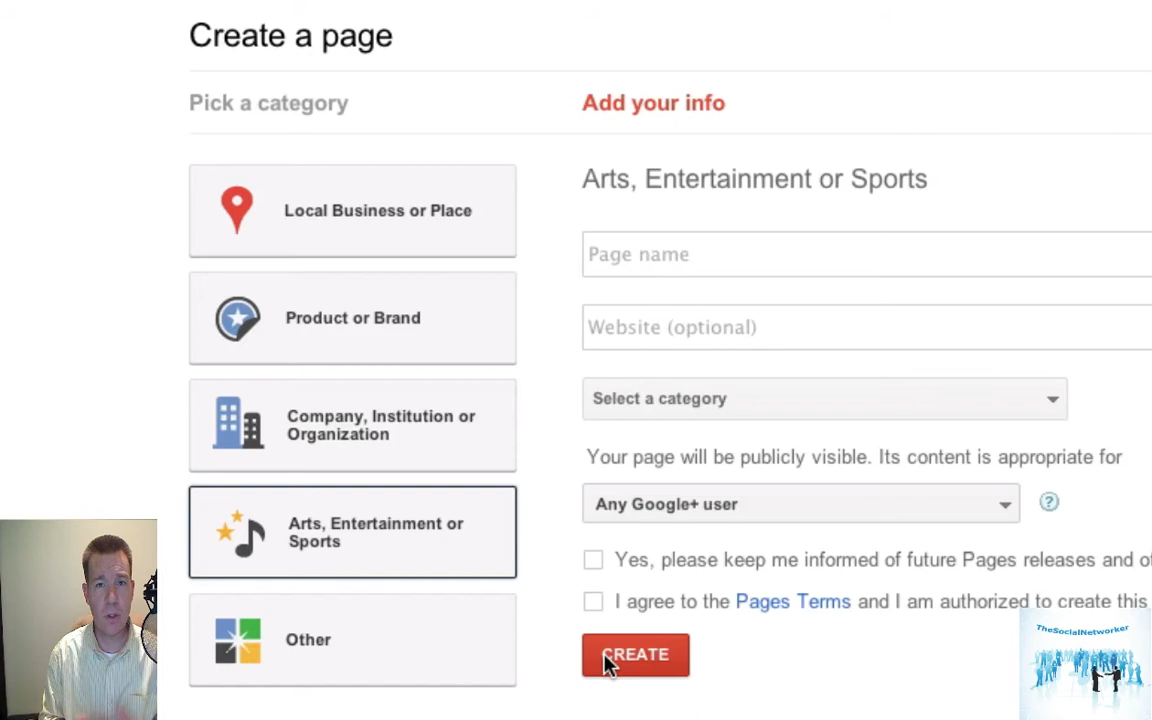 Create a page
Pick a category
Add your info
Local Business or Place
Product or Brand
Company, Institution or
Organization
Arts, Entertainment or
Sports
Other
Arts, Entertainment or Sports
Page name
Website (optional)
Select a category
Your page will be publicly visible. Its content is appropriate for
Any Google+ user
?
Yes, please keep me informed of future Pages releases and o
I agree to the Pages Terms and I am authorized to create this
CREATE
TheSocialNetworker